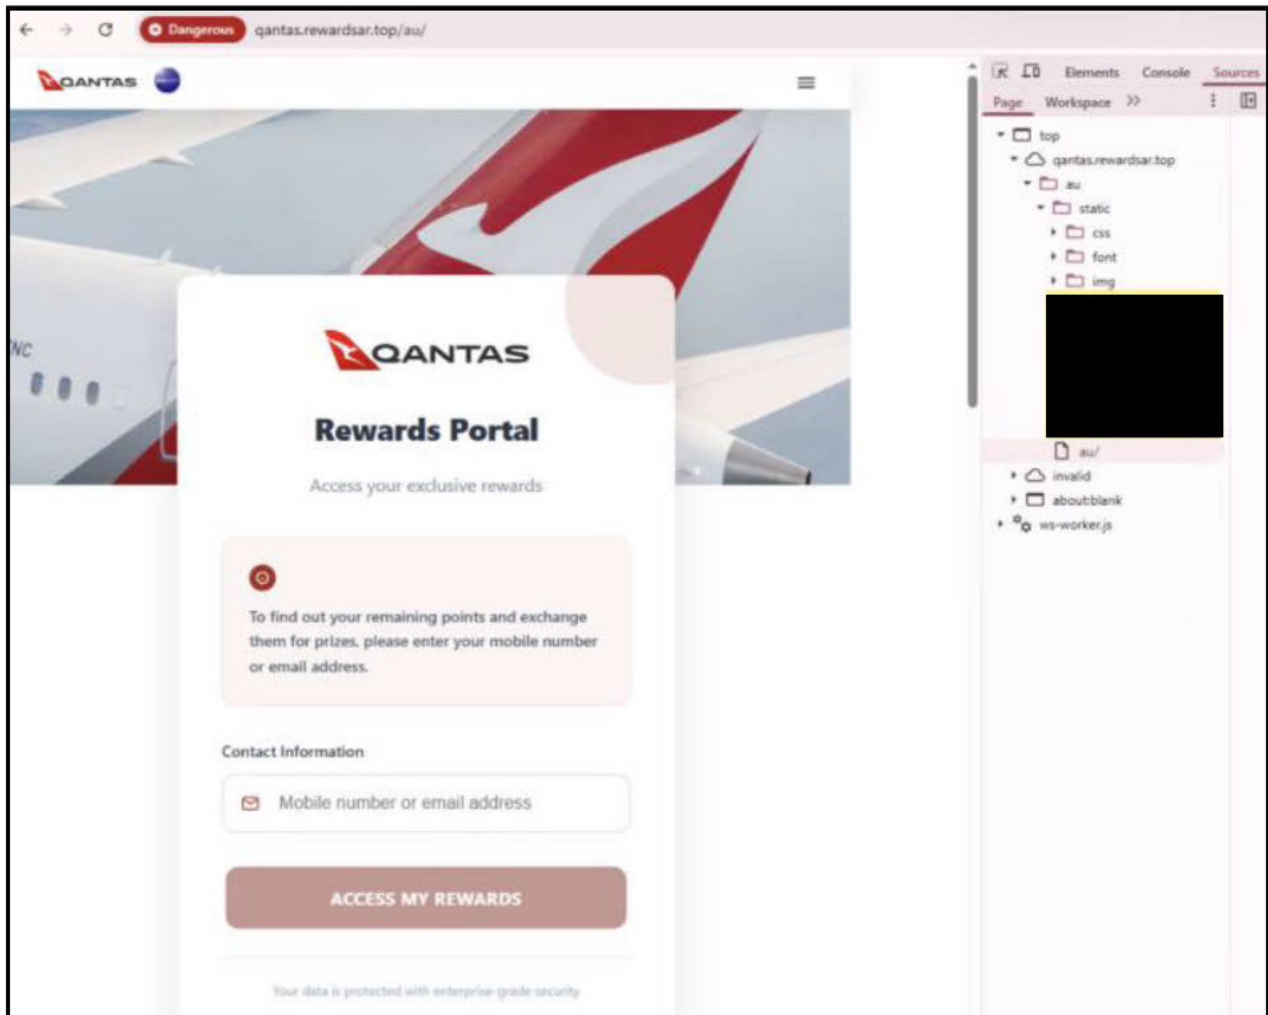 Dangerous qantas.rewardsar.top/au/
QANTAS
Elements Console Sources
Page Workspace
top
qantas.rewardsar.top
au
static
css
font
img
au/
invalid
about:blank
ws-worker.js
NC
QANTAS
Rewards Portal
Access your exclusive rewards
To find out your remaining points and exchange
them for prizes, please enter your mobile number
or email address.
Contact Information
Mobile number or email address
ACCESS MY REWARDS
Your data is protected with enterprise-grade security